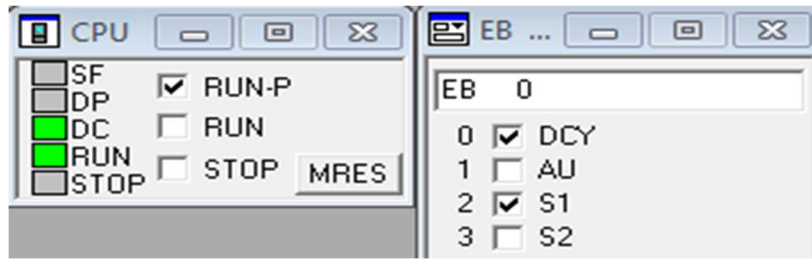 CPU
SF
DP
DC
RUN
STOP
RUN-P
RUN
STOP
MRES
EB ...
EB 0
0 DCY
1 AU
2 S1
3 S2